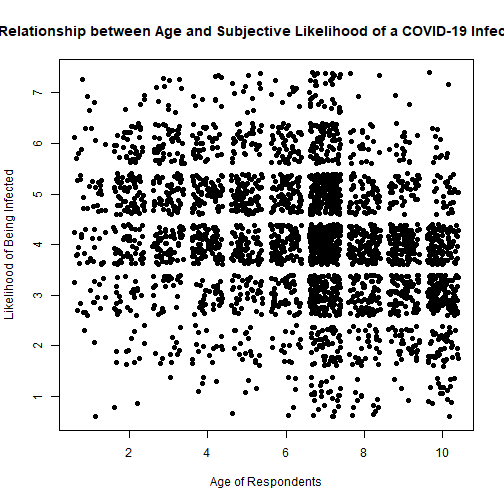 Relationship between Age and Subjective Likelihood of a COVID-19 Infec
Likelihood of Being Infected
7
6
5
4
3
2
1
2 4 6 8 10
Age of Respondents